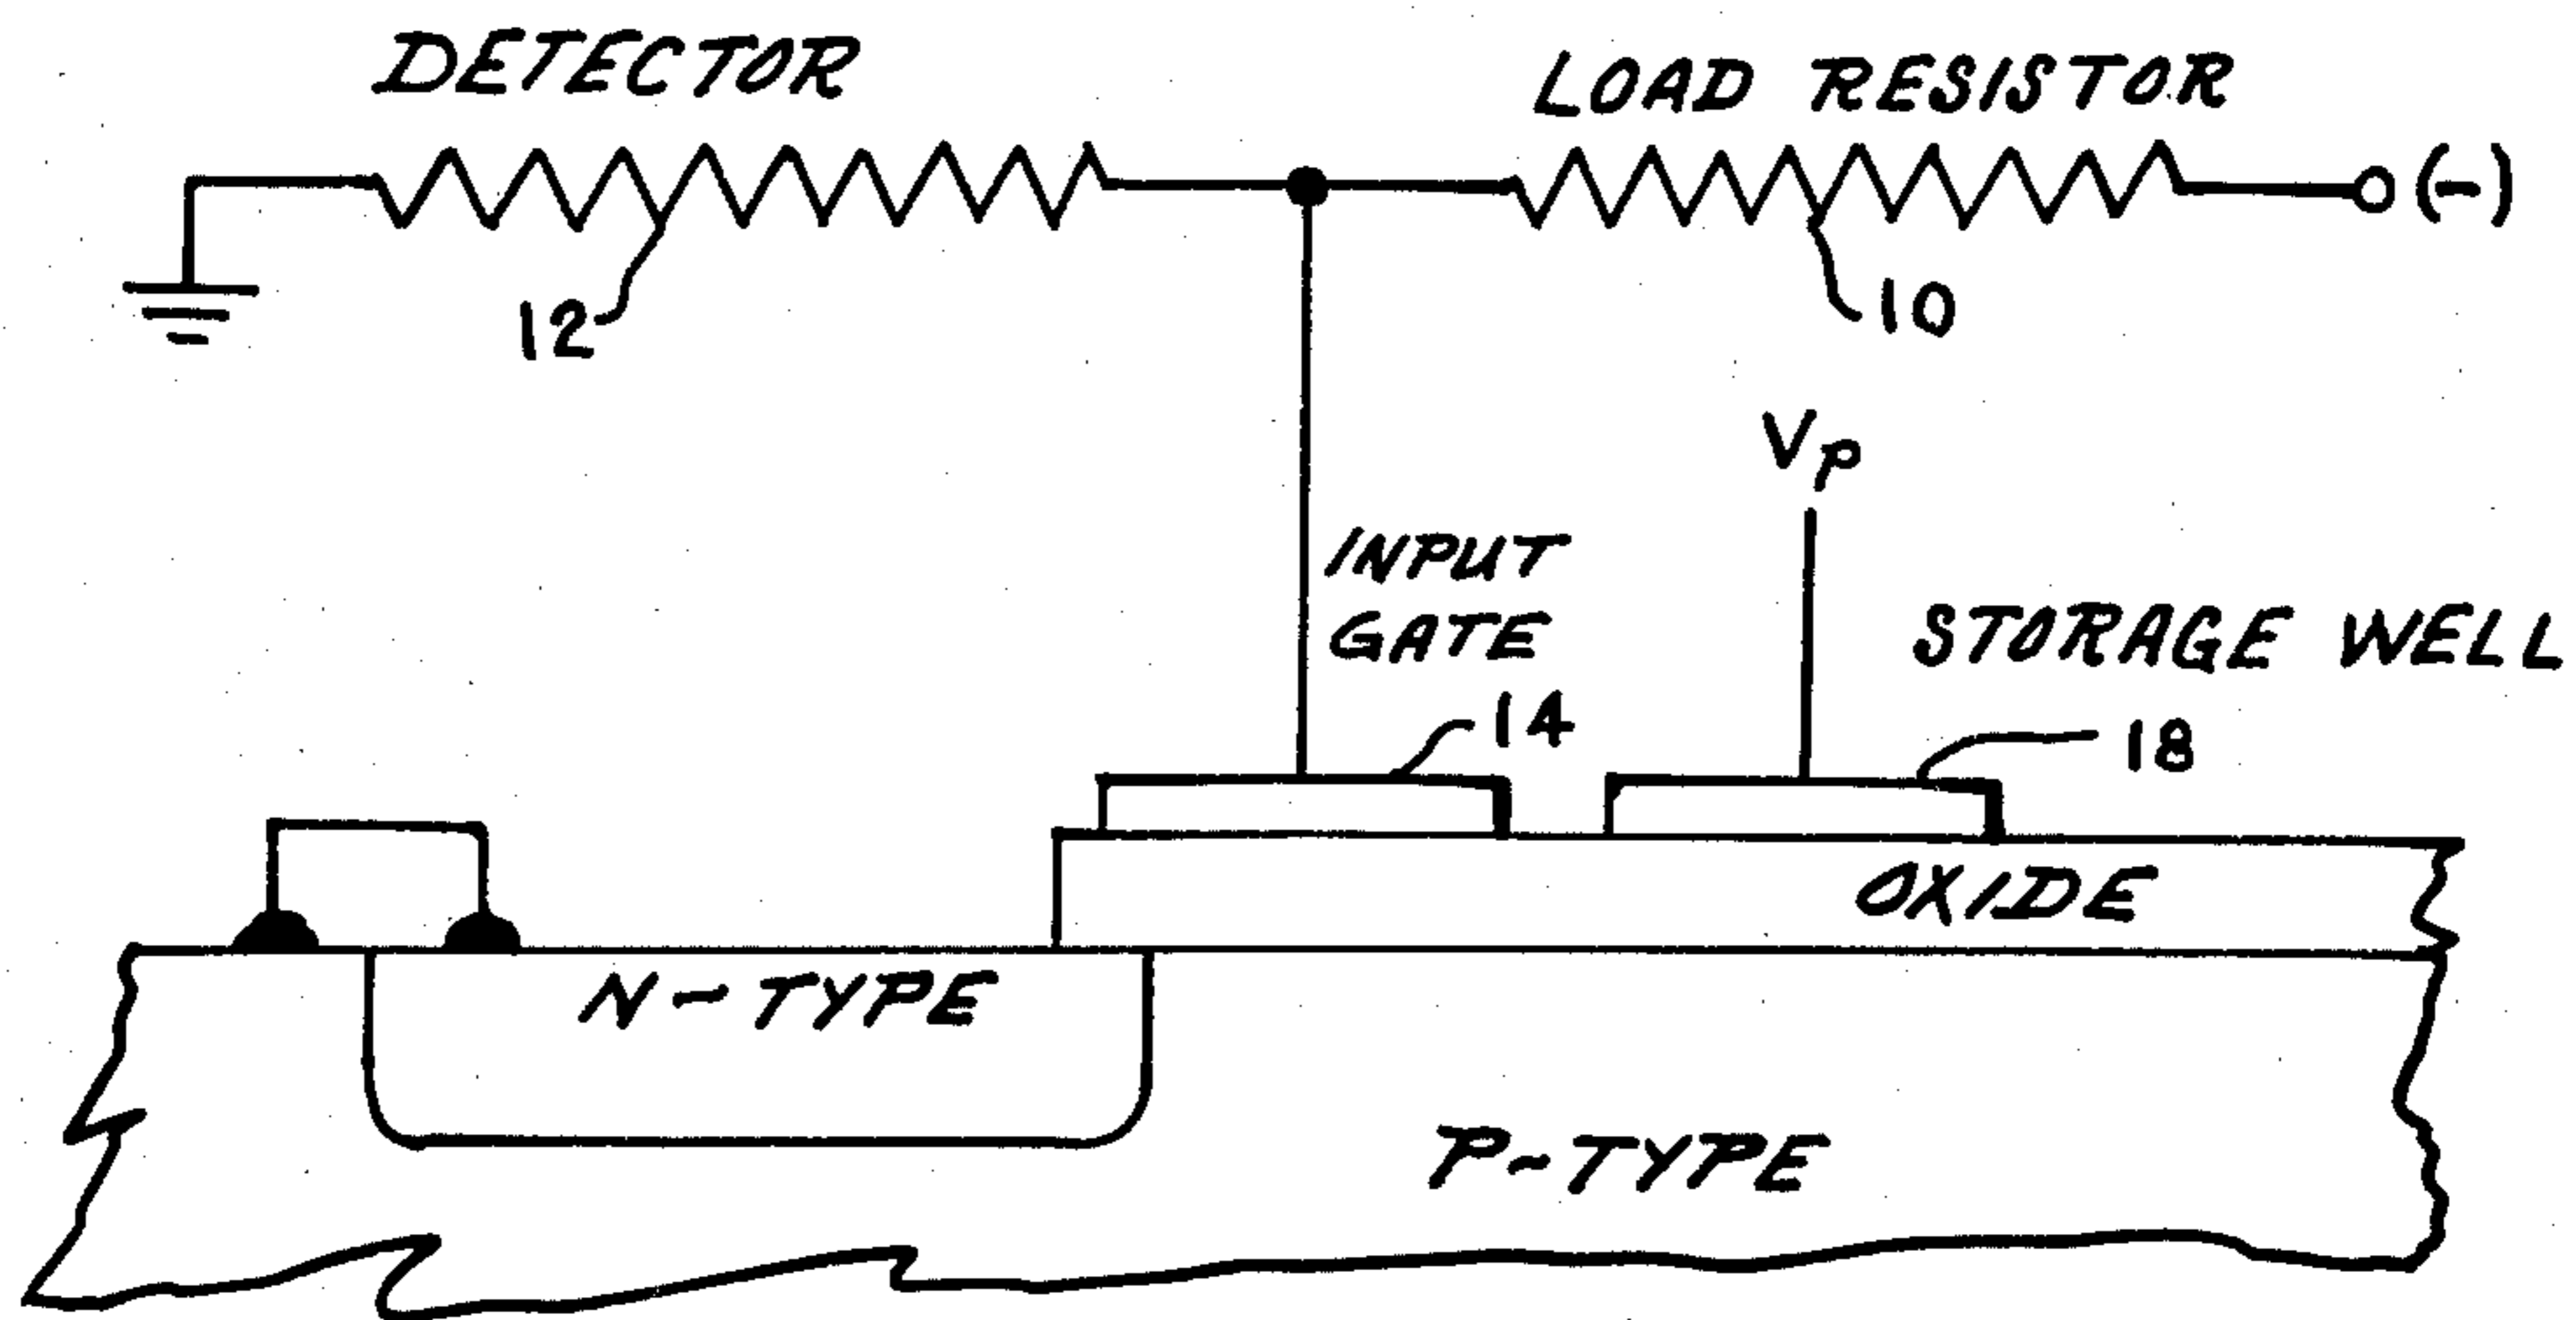 DETECTOR
LOAD RESISTOR
(-)
12
10
VP
INPUT
GATE
STORAGE WELL
14
18
OXIDE
N-TYPE
P-TYPE